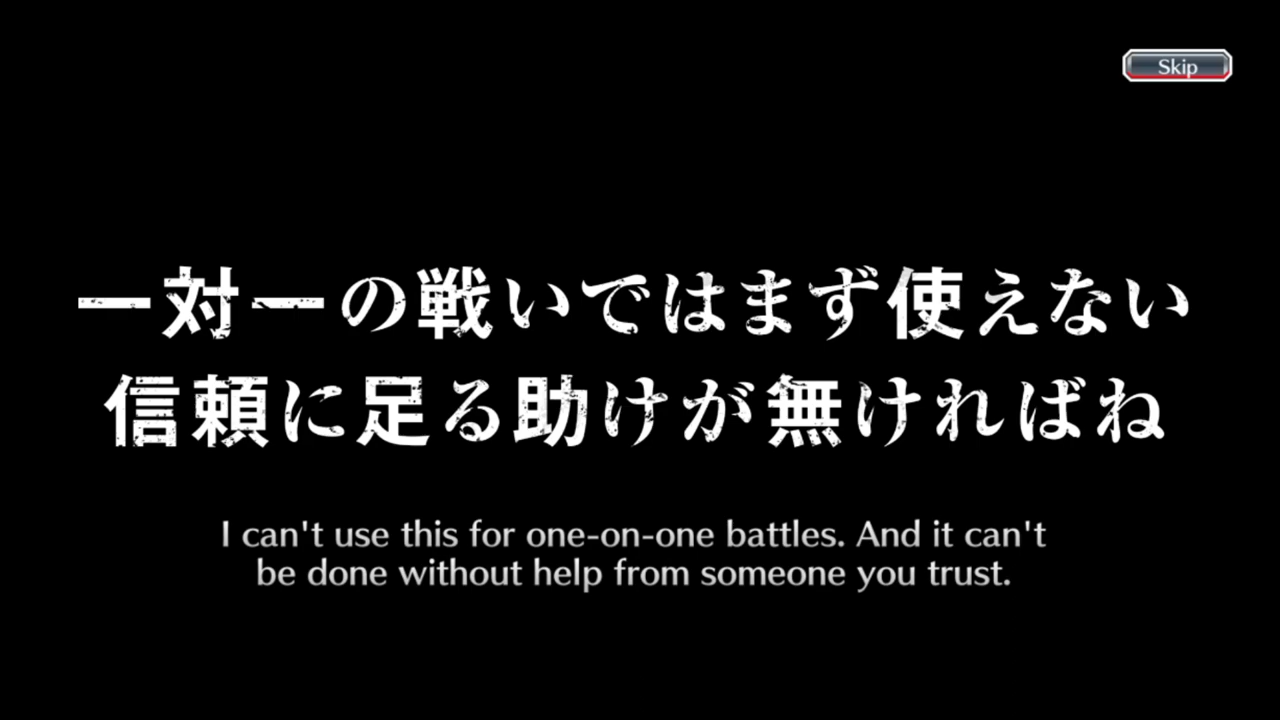 Skip
一対一の戦いではまず使えない
信頼に足る助けが無ければね
I can't use this for one-on-one battles. And it can't
be done without help from someone you trust.